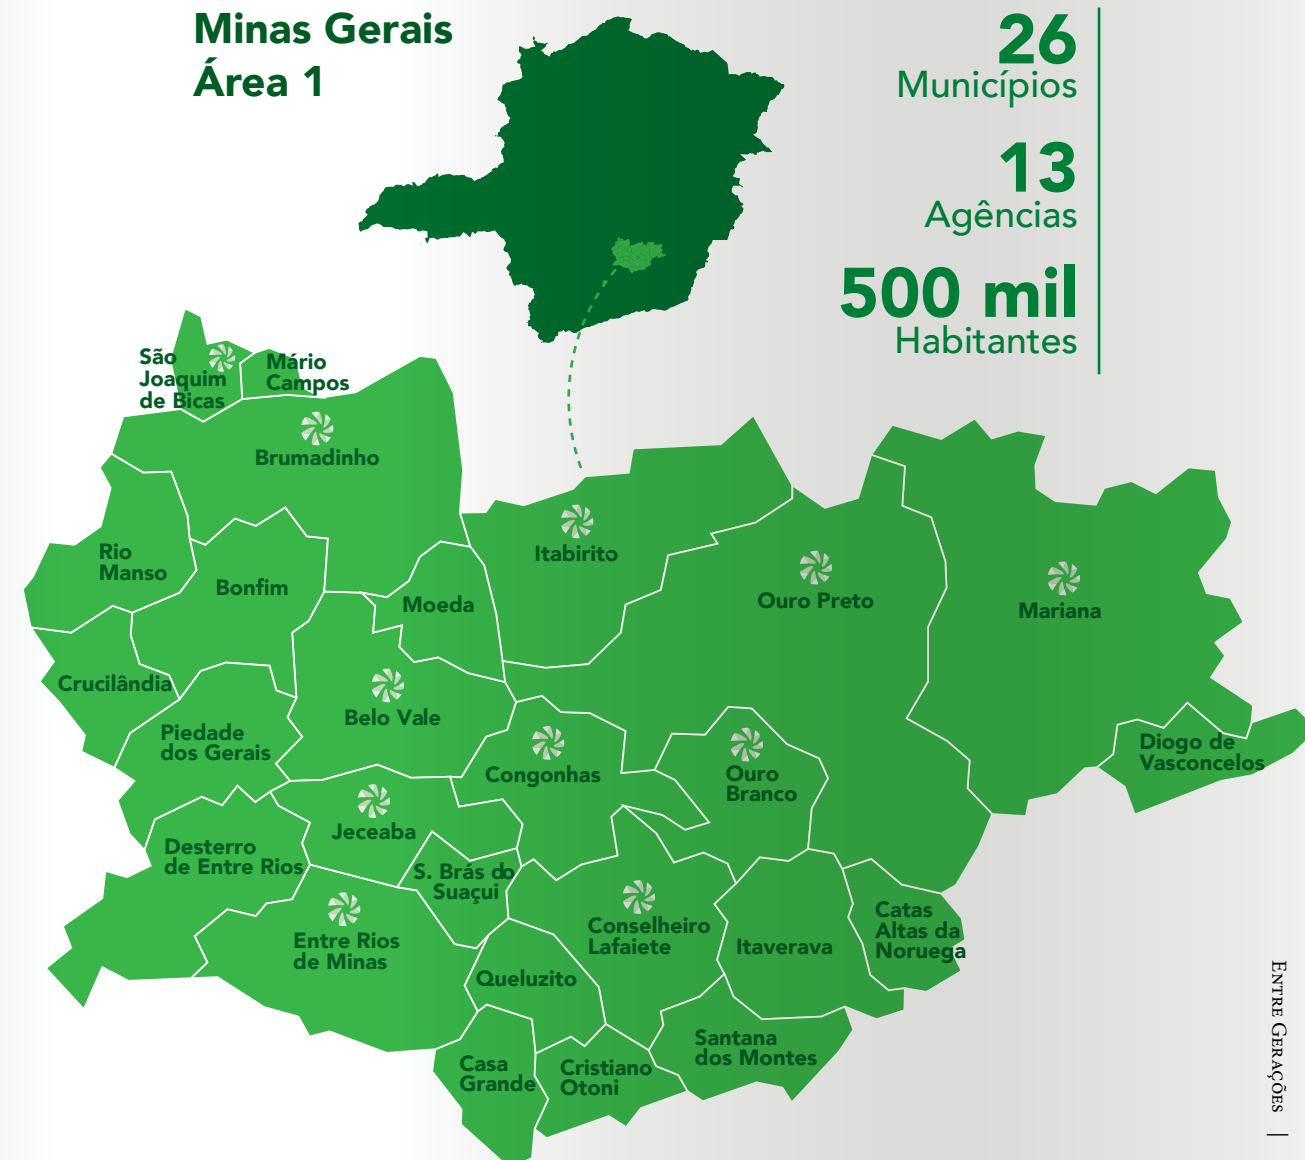 Minas Gerais
Área 1
26
Municípios
13
Agências
500 mil
Habitantes
São
Joaquim
de Bicas
Mário
Campos
Brumadinho
Itabirito
Rio
Manso
Bonfim
Moeda
Ouro Preto
Mariana
Crucilândia
Belo Vale
Piedade
dos Gerais
Congonhas
Ouro
Branco
Diogo de
Vasconcelos
Jeceaba
Desterro
de Entre Rios
S. Brás do
Suaçui
Entre Rios
de Minas
Conselheiro
Lafaiete
Itaverava
Catas
Altas da
Noruega
Queluzito
Santana
dos Montes
Casa
Grande
Cristiano
Otoni
ENTRE GERAÇÕES |